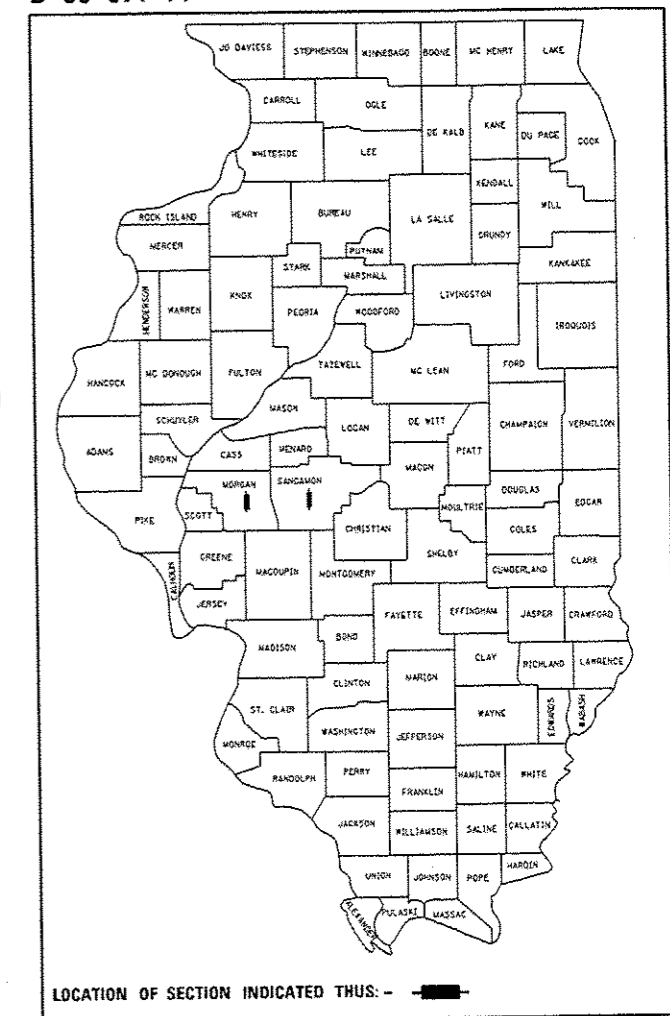 JO DAVIESS STEPHENSON WINNEBAGO BOONE MC HENRY LAKE
CARROLL OGLE DE KALB KANE DU PAGE COOK
WHITESIDE LEE KENDALL WILL
ROCK ISLAND HENRY BUREAU LA SALLE GRUNDY
MERCER PUTNAM KANKAKEE
HENDERSON WARREN KNOX STARK MARSHALL LIVINGSTON
PEORIA WOODFORD IROQUOIS
HANCOCK MC DONOUGH FULTON TAZEWELL MC LEAN FORD
MASON DE WITT CHAMPAIGN VERMILION
SCHUYLER LOGAN
ADAMS BROWN CASS MENARD MACON PIATT
MORGAN SANGAMON DOUGLAS EDGAR
PIKE SCOTT CHRISTIAN MOULTRIE COLES
GREENE MACOUPIN MONTGOMERY SHELBY CUMBERLAND CLARK
CALHOUN JERSEY FAYETTE EFFINGHAM JASPER CRAWFORD
MADISON BOND CLAY RICHLAND LAWRENCE
ST. CLAIR CLINTON MARION WAYNE EDWARDS WABASH
MONROE WASHINGTON JEFFERSON
RANDOLPH PERRY FRANKLIN HAMILTON WHITE
JACKSON WILLIAMSON SALINE GALLATIN
UNION JOHNSON POPE HARDIN
ALEXANDER PULASKI MASSAC
LOCATION OF SECTION INDICATED THUS: -